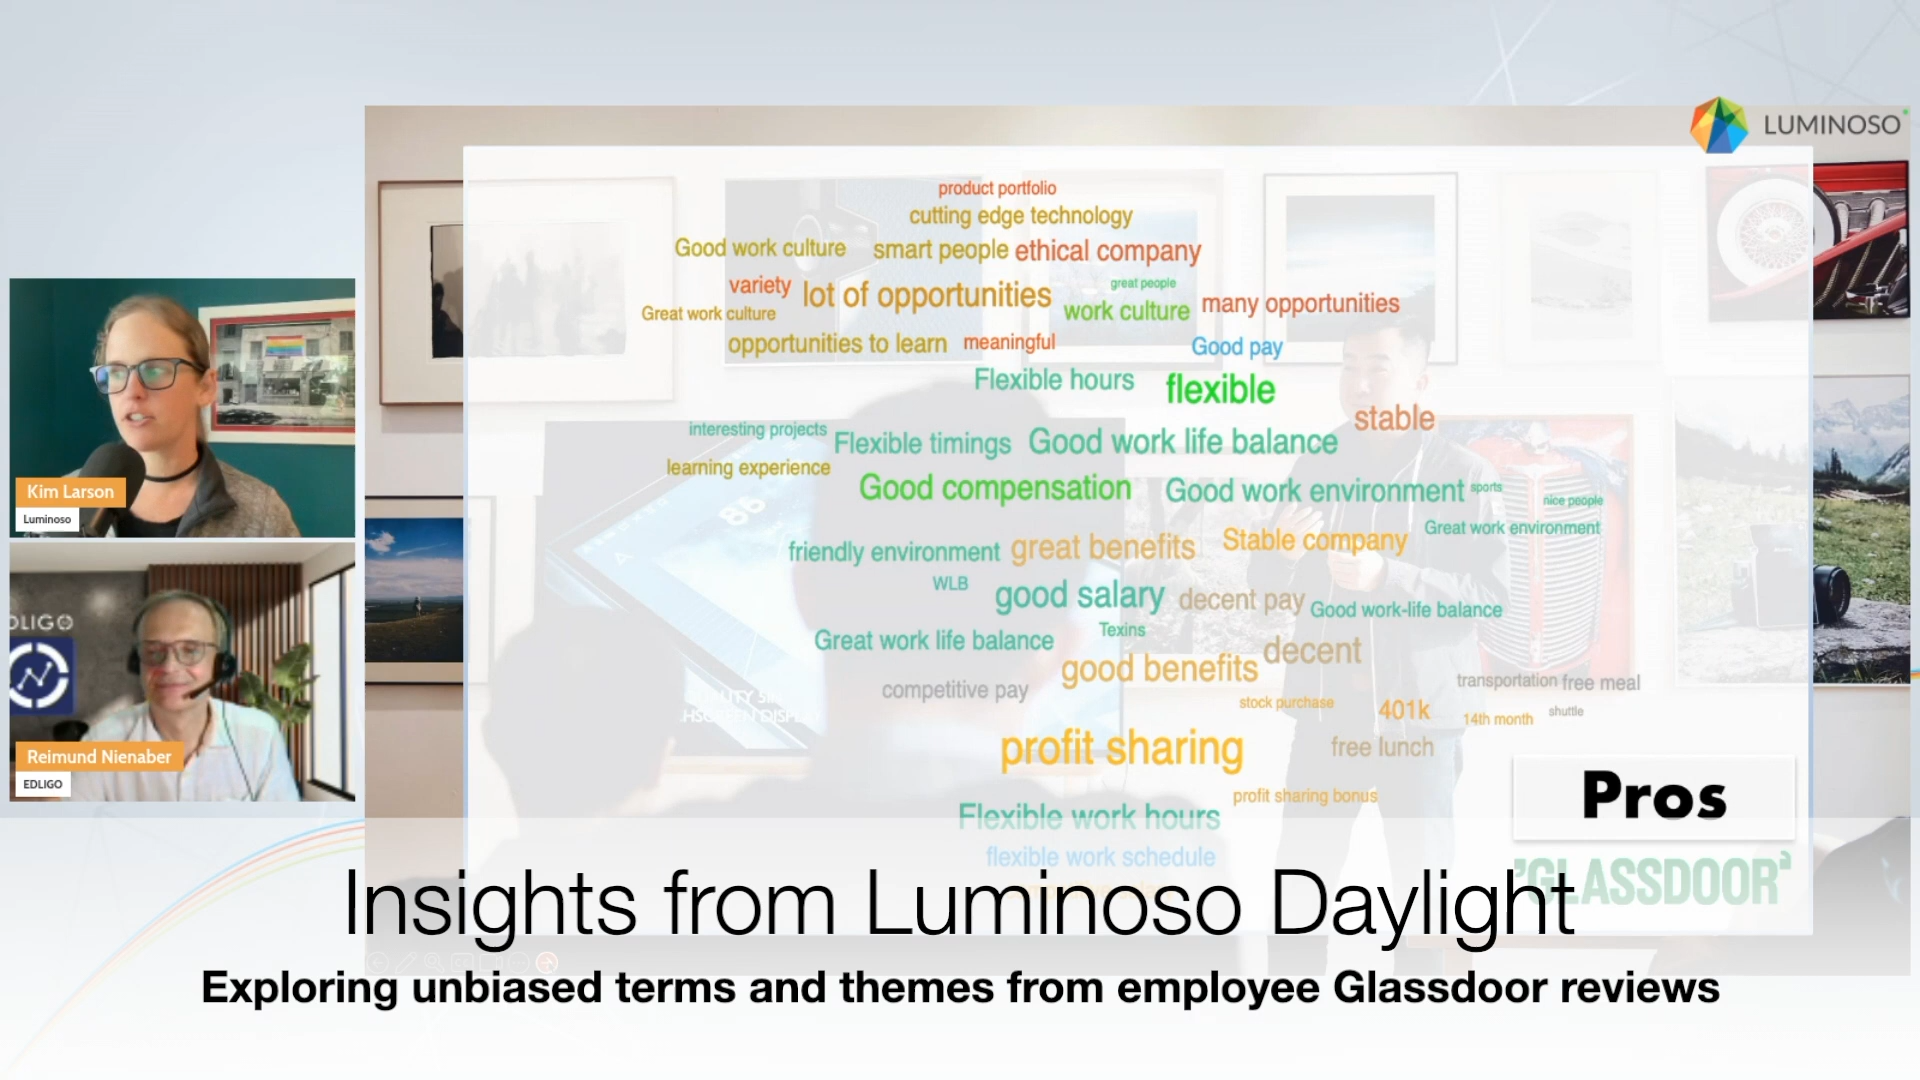 LUMINOSO
product portfolio
cutting edge technology
Good work culture smart people ethical company
variety lot of opportunities great people
Great work culture work culture many opportunities
opportunities to learn meaningful Good pay
Flexible hours flexible
stable
interesting projects Flexible timings Good work life balance
learning experience
Good compensation Good work environment sports nice people
Great work environment
friendly environment great benefits Stable company
WLB good salary decent pay Good work-life balance
Texins
Great work life balance good benefits decent
competitive pay transportation free meal
stock purchase 401k 14th month shuttle
profit sharing free lunch
profit sharing bonus
Flexible work hours
flexible work schedule
Pros
GLASSDOOR
Kim Larson
Luminoso
EDLIGO
Reimund Nienaber
EDLIGO
Insights from Luminoso Daylight
Exploring unbiased terms and themes from employee Glassdoor reviews